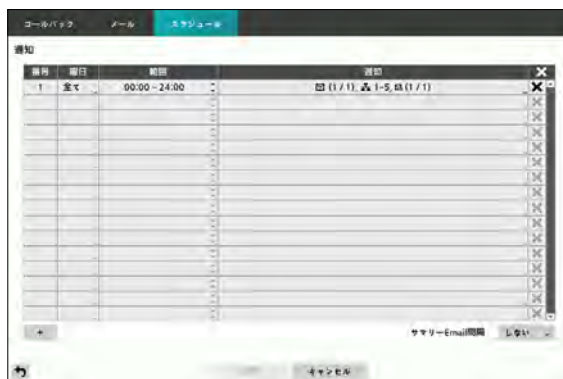 コールバック メール スケジュール
通知
番号 曜日 範囲 通知
1 全て 00:00 - 24:00 (1 / 1), 1-5, (1 / 1)
+ サマリーEmail間隔 しない
キャンセル